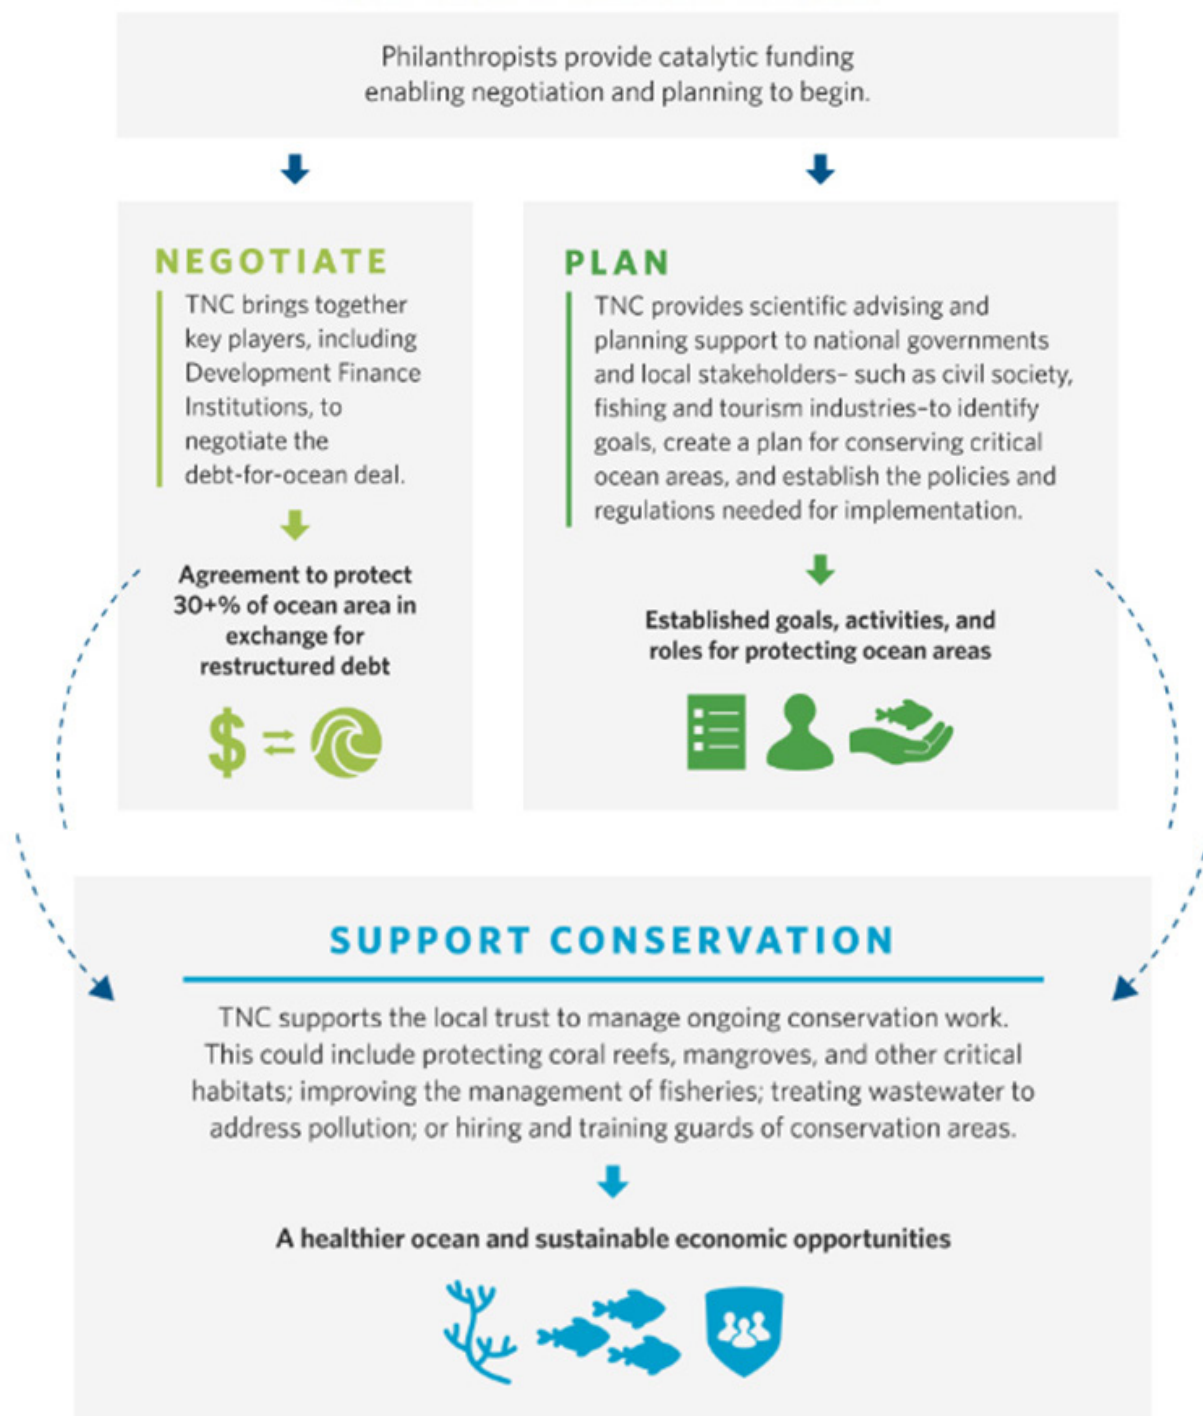 Philanthropists provide catalytic funding
enabling negotiation and planning to begin.
NEGOTIATE
TNC brings together
key players, including
Development Finance
Institutions, to
negotiate the
debt-for-ocean deal.
Agreement to protect
30+% of ocean area in
exchange for
restructured debt
$
PLAN
TNC provides scientific advising and
planning support to national governments
and local stakeholders– such as civil society,
fishing and tourism industries–to identify
goals, create a plan for conserving critical
ocean areas, and establish the policies and
regulations needed for implementation.
Established goals, activities, and
roles for protecting ocean areas
SUPPORT CONSERVATION
TNC supports the local trust to manage ongoing conservation work.
This could include protecting coral reefs, mangroves, and other critical
habitats; improving the management of fisheries; treating wastewater to
address pollution; or hiring and training guards of conservation areas.
A healthier ocean and sustainable economic opportunities